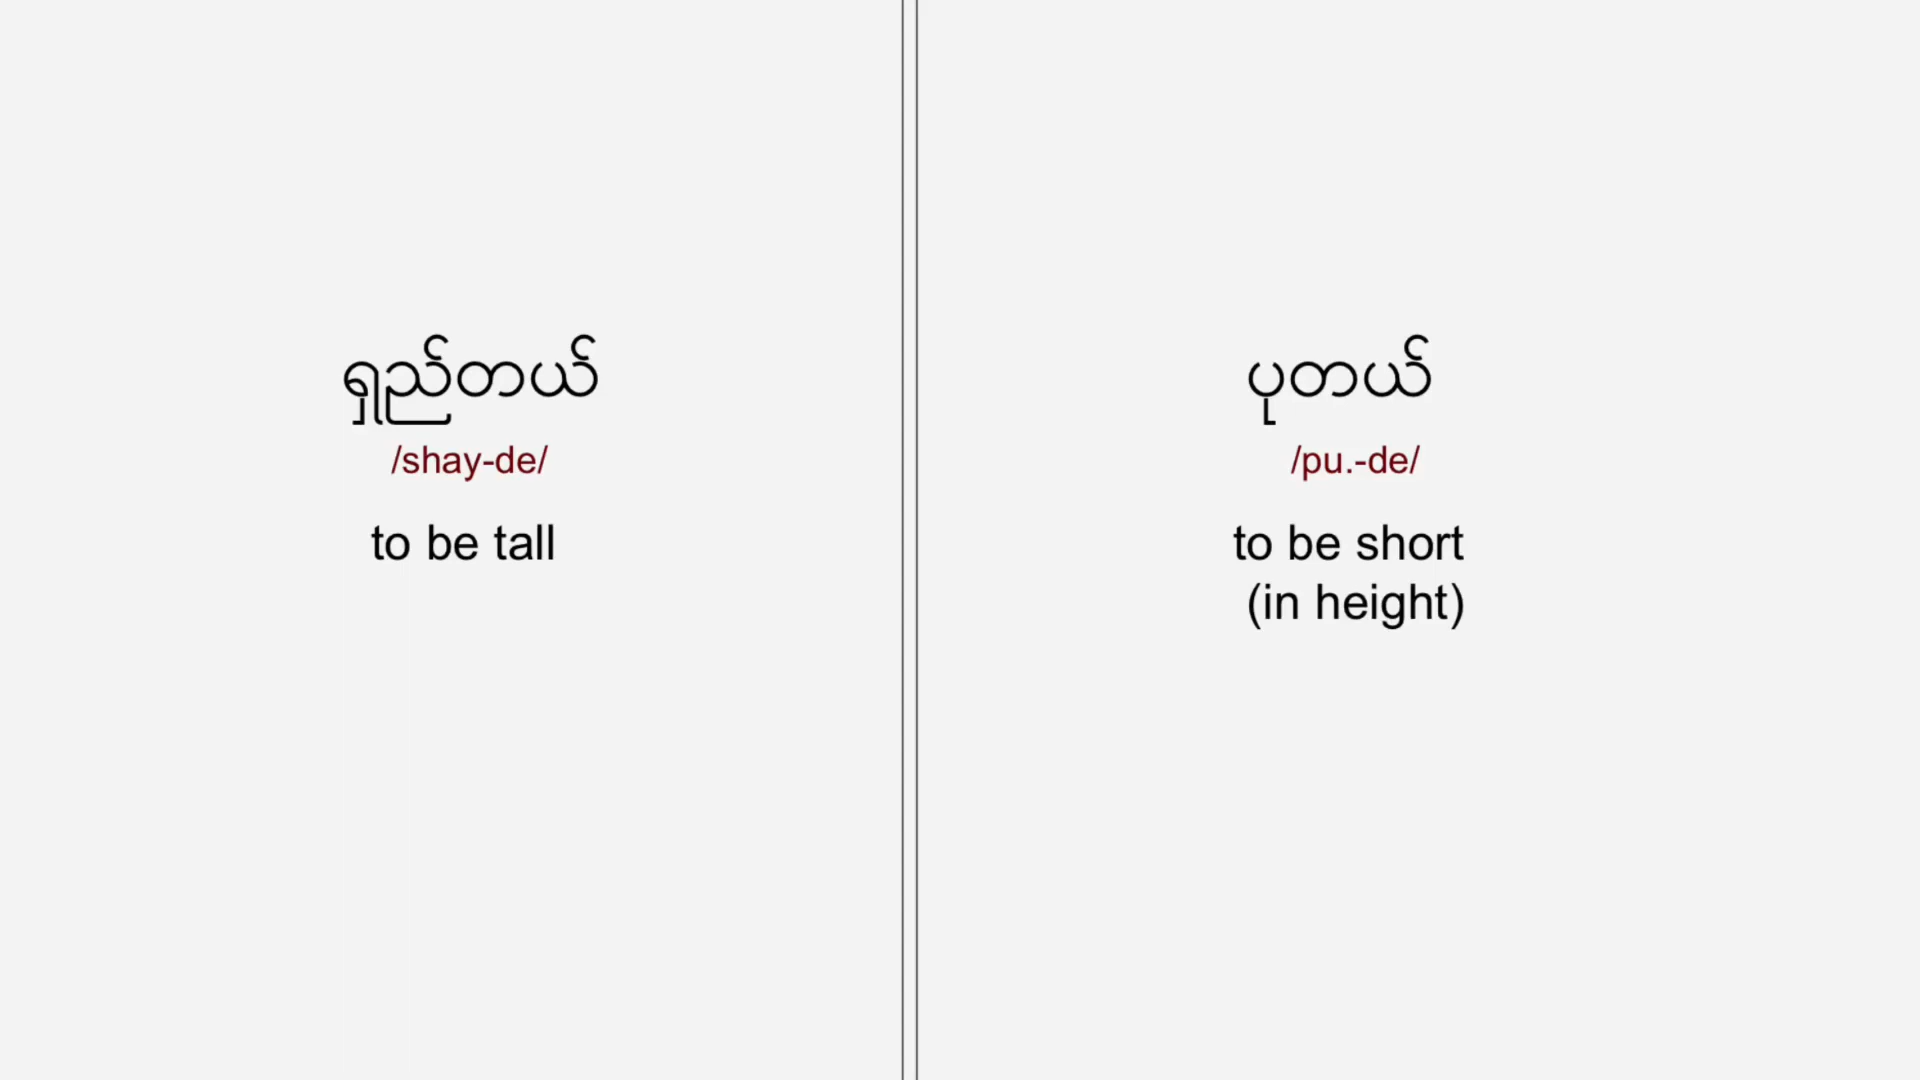 ရှည်တယ်
/shay-de/
to be tall
ပုတယ်
/pu.-de/
to be short
(in height)